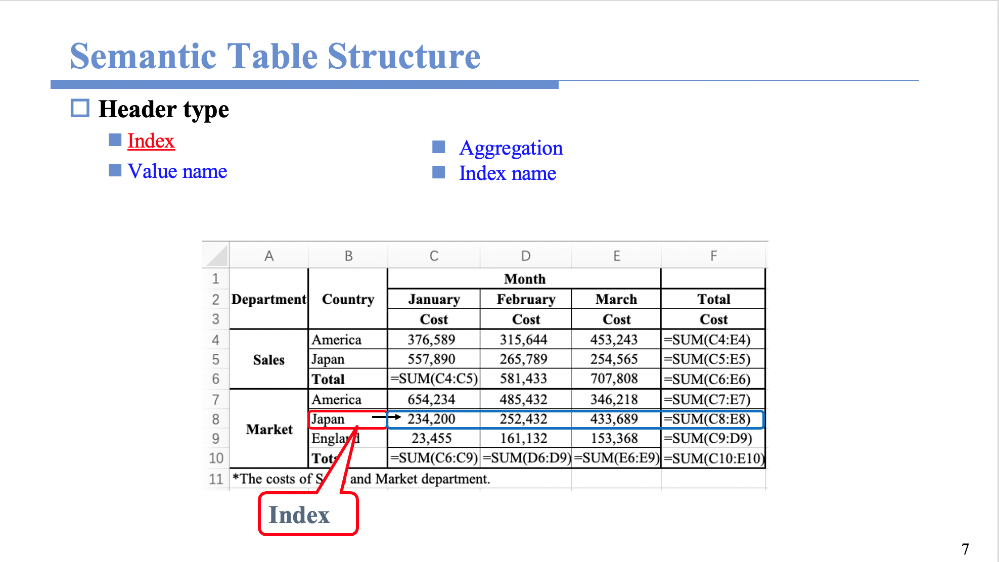 Semantic Table Structure
Header type
Index
Value name
Aggregation
Index name
A B C D E F
1 Month
2 Department Country January February March Total
3 Cost Cost Cost Cost
4 America 376,589 315,644 453,243 =SUM(C4:E4)
5 Sales Japan 557,890 265,789 254,565 =SUM(C5:E5)
6 Total =SUM(C4:C5) 581,433 707,808 =SUM(C6:E6)
7 America 654,234 485,432 346,218 =SUM(C7:E7)
8 Market Japan 234,200 252,432 433,689 =SUM(C8:E8)
9 England 23,455 161,132 153,368 =SUM(C9:D9)
10 =SUM(C6:C9) =SUM(D6:D9) =SUM(E6:E9) =SUM(C10:E10)
11 *The costs of and Market department.
Index
7